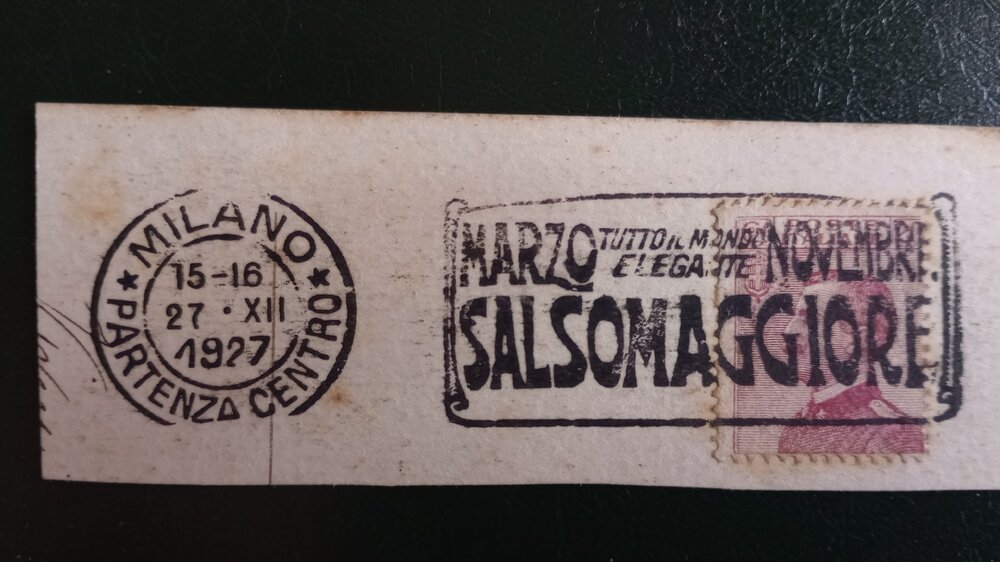 MILANO
15-16
27 · XII
1927
★ PARTENZA CENTRO ★
MARZO TUTTO IL MONDO ELEGANTE NOVEMBRE
SALSOMAGGIORE